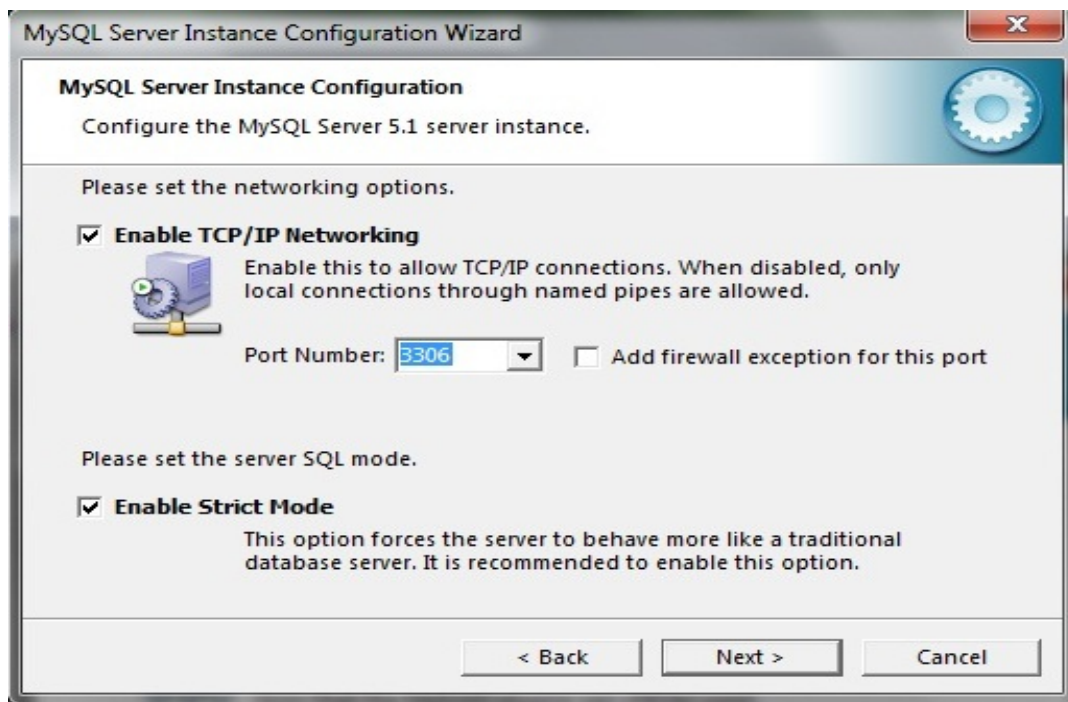 MySQL Server Instance Configuration Wizard
MySQL Server Instance Configuration
Configure the MySQL Server 5.1 server instance.
Please set the networking options.
Enable TCP/IP Networking
Enable this to allow TCP/IP connections. When disabled, only
local connections through named pipes are allowed.
Port Number: 3306 Add firewall exception for this port
Please set the server SQL mode.
Enable Strict Mode
This option forces the server to behave more like a traditional
database server. It is recommended to enable this option.
< Back Next > Cancel